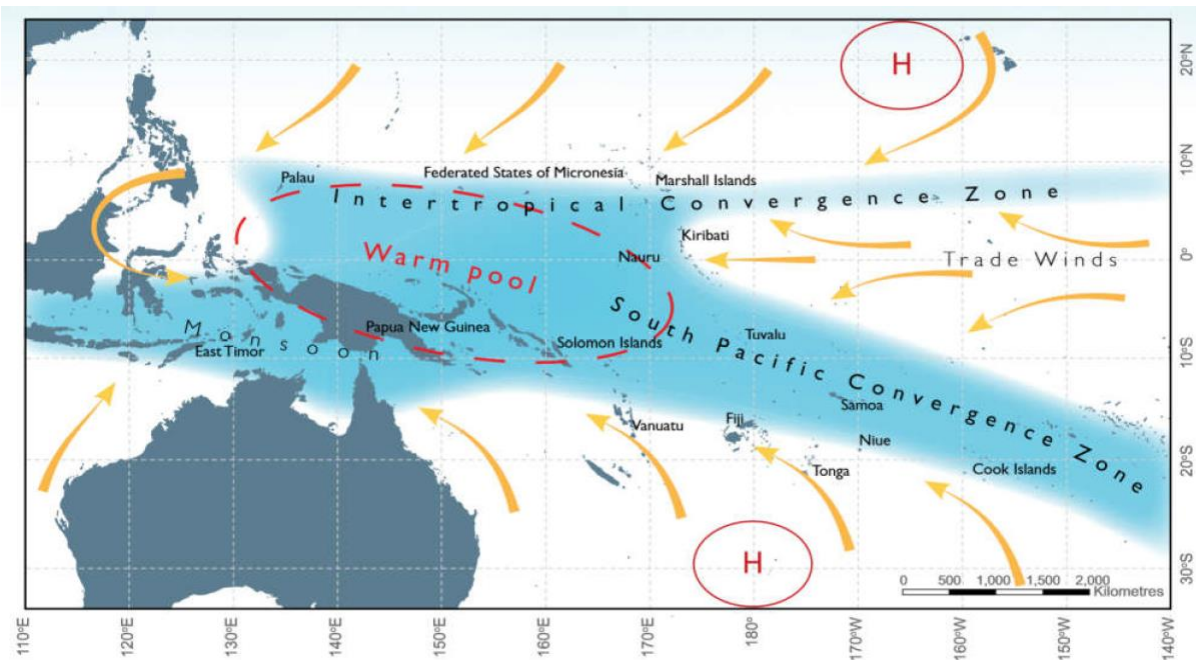 H
20°N
10°N
Palau
Federated States of Micronesia
Marshall Islands
Intertropical Convergence Zone
Kiribati
Warm pool
Nauru
Trade Winds
0°
South Pacific Convergence Zone
Monsoon
East Timor
Papua New Guinea
Solomon Islands
Tuvalu
10°S
Samoa
Vanuatu
Fiji
Niue
Tonga
Cook Islands
20°S
H
30°S
0 500 1,000 1,500 2,000
Kilometres
110°E 120°E 130°E 140°E 150°E 160°E 170°E 180° 170°W 160°W 150°W 140°W